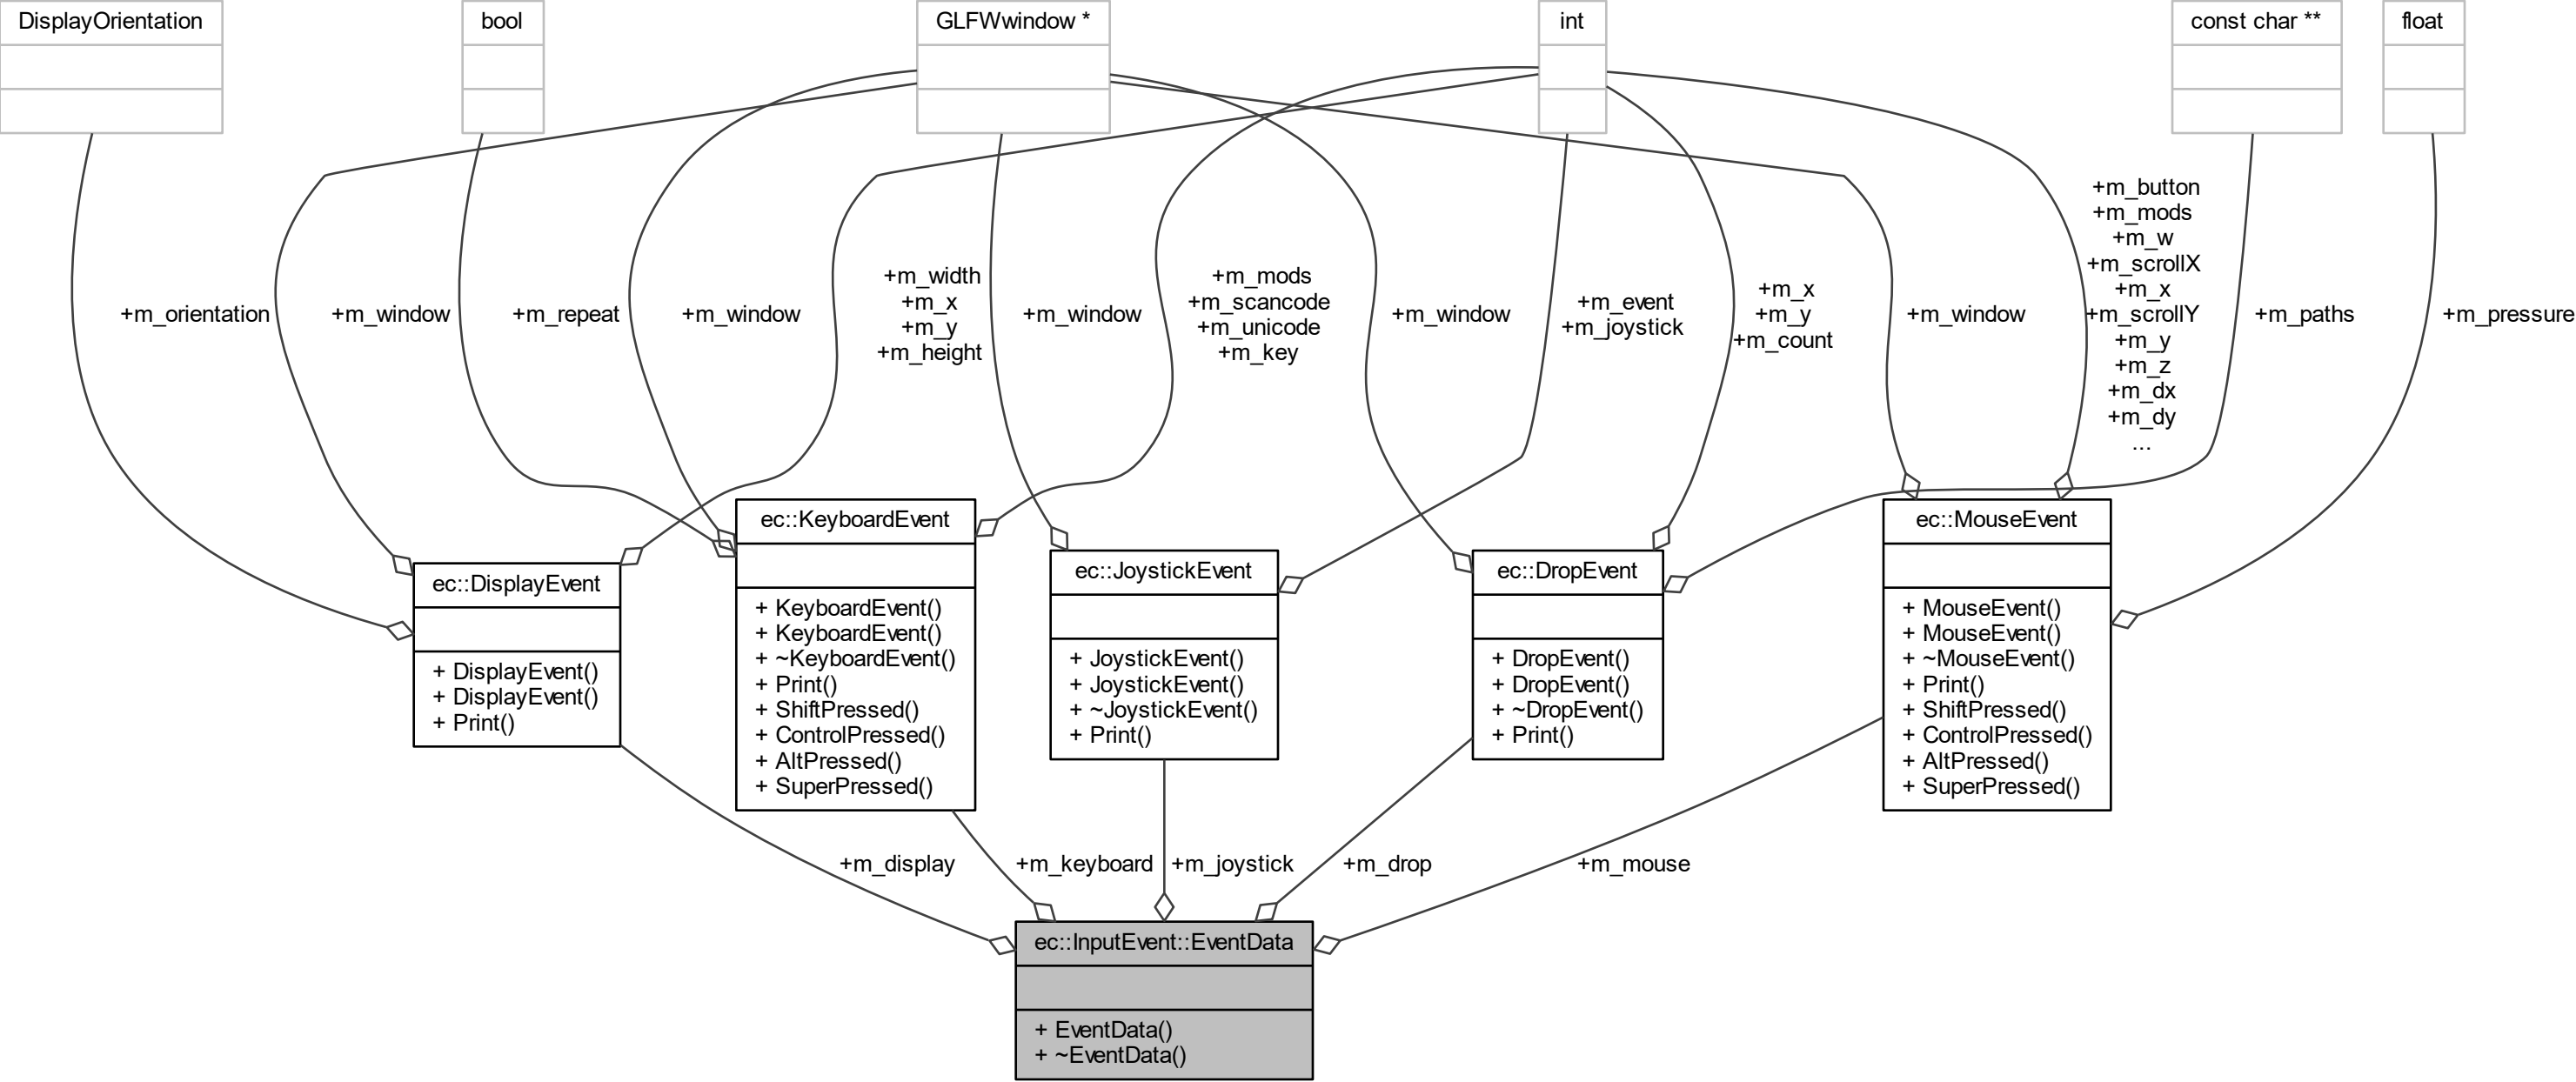 DisplayOrientation
bool
GLFWwindow *
int
const char **
float
+m_orientation
+m_window
+m_repeat
+m_window
+m_width
+m_x
+m_y
+m_height
+m_window
+m_mods
+m_scancode
+m_unicode
+m_key
+m_window
+m_event
+m_joystick
+m_x
+m_y
+m_count
+m_window
+m_button
+m_mods
+m_w
+m_scrollX
+m_x
+m_scrollY
+m_y
+m_z
+m_dx
+m_dy
...
+m_paths
+m_pressure
ec::DisplayEvent
+ DisplayEvent()
+ DisplayEvent()
+ Print()
ec::KeyboardEvent
+ KeyboardEvent()
+ KeyboardEvent()
+ ~KeyboardEvent()
+ Print()
+ ShiftPressed()
+ ControlPressed()
+ AltPressed()
+ SuperPressed()
ec::JoystickEvent
+ JoystickEvent()
+ JoystickEvent()
+ ~JoystickEvent()
+ Print()
ec::DropEvent
+ DropEvent()
+ DropEvent()
+ ~DropEvent()
+ Print()
ec::MouseEvent
+ MouseEvent()
+ MouseEvent()
+ ~MouseEvent()
+ Print()
+ ShiftPressed()
+ ControlPressed()
+ AltPressed()
+ SuperPressed()
+m_display
+m_keyboard
+m_joystick
+m_drop
+m_mouse
ec::InputEvent::EventData
+ EventData()
+ ~EventData()